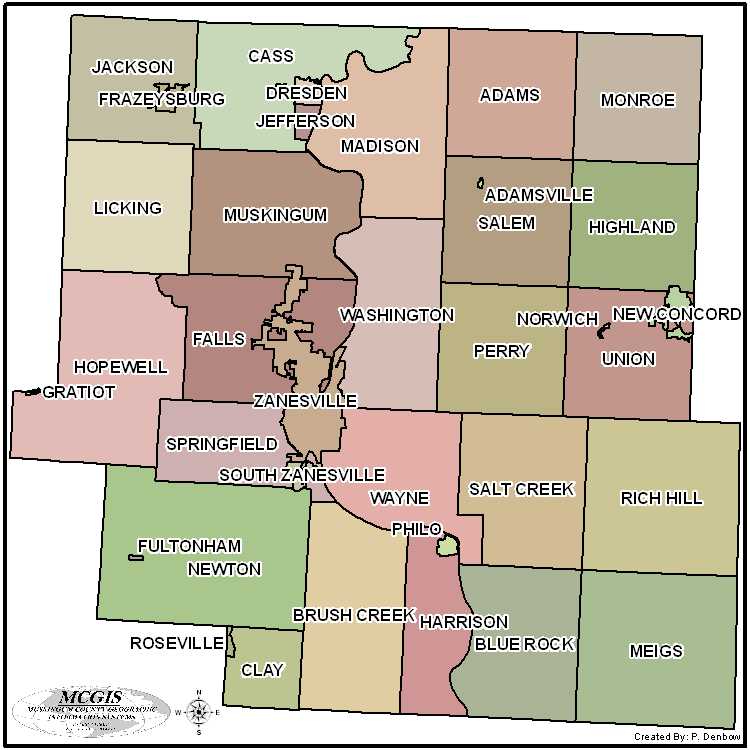 CASS
JACKSON
DRESDEN
FRAZEYSBURG
ADAMS
MONROE
JEFFERSON
MADISON
ADAMSVILLE
LICKING
MUSKINGUM
SALEM
HIGHLAND
WASHINGTON
NORWICH
NEW CONCORD
FALLS
PERRY
UNION
HOPEWELL
GRATIOT
ZANESVILLE
SPRINGFIELD
SOUTH ZANESVILLE
WAYNE
SALT CREEK
RICH HILL
PHILO
FULTONHAM
NEWTON
BRUSH CREEK
HARRISON
ROSEVILLE
BLUE ROCK
MEIGS
CLAY
MCGIS
MUSKINGUM COUNTY GEOGRAPHIC
INFORMATION SYSTEMS
N
W
E
S
Created By: P. Denbow